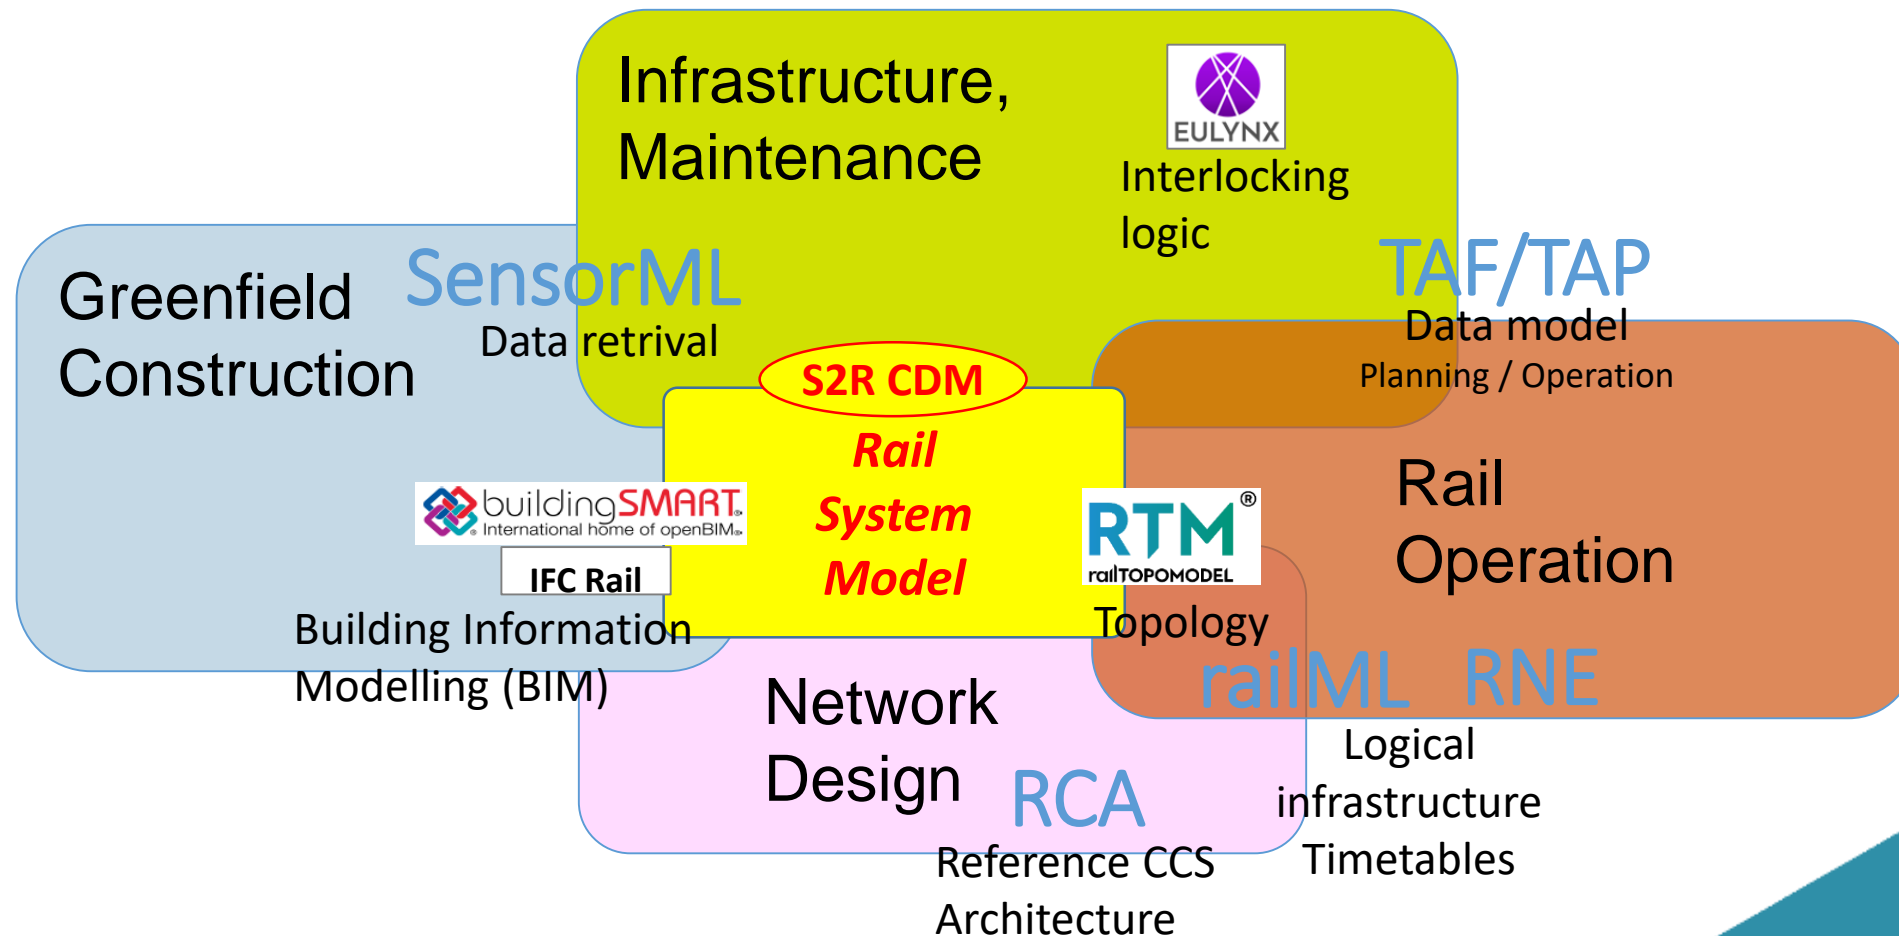 Infrastructure,
Maintenance
EULYNX
Interlocking
logic
Greenfield
Construction
SensorML
Data retrival
TAF/TAP
Data model
Planning / Operation
S2R CDM
Rail
System
Model
buildingSMART®
International home of openBIM®
IFC Rail
Building Information
Modelling (BIM)
RTM®
railTOPOMODEL
Topology
Rail
Operation
railML RNE
Logical
infrastructure
Timetables
Network
Design
RCA
Reference CCS
Architecture